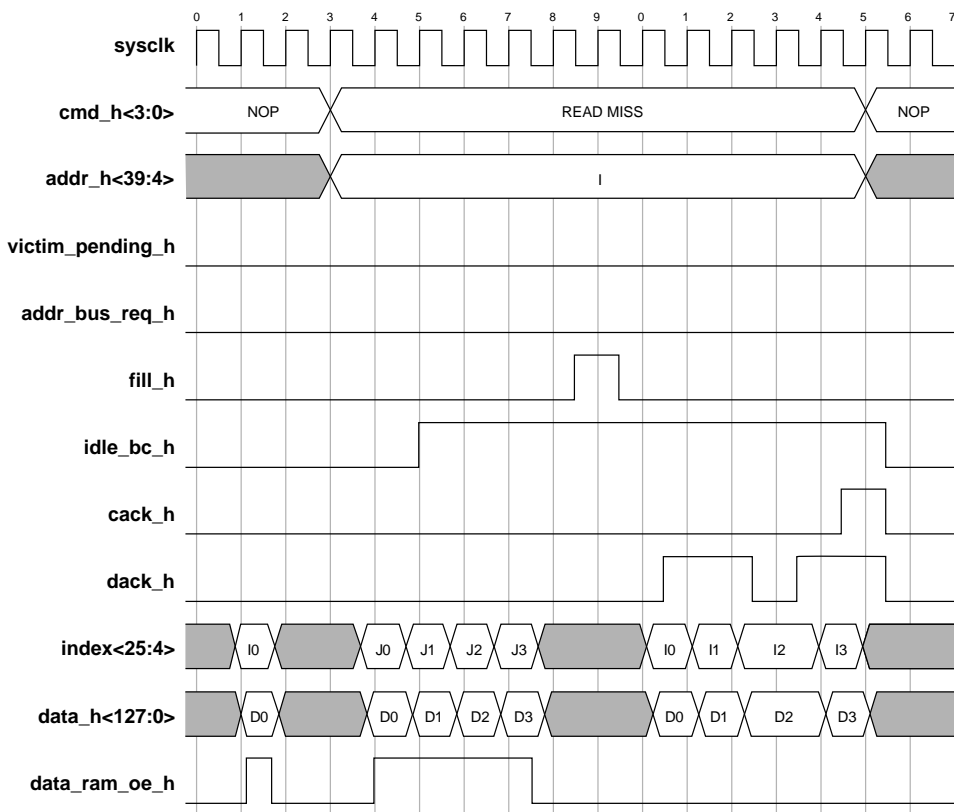 0 1 2 3 4 5 6 7 8 9 0 1 2 3 4 5 6 7
sysclk
cmd_h<3:0> NOP READ MISS NOP
addr_h<39:4> I
victim_pending_h
addr_bus_req_h
fill_h
idle_bc_h
cack_h
dack_h
index<25:4> I0 J0 J1 J2 J3 I0 I1 I2 I3
data_h<127:0> D0 D0 D1 D2 D3 D0 D1 D2 D3
data_ram_oe_h